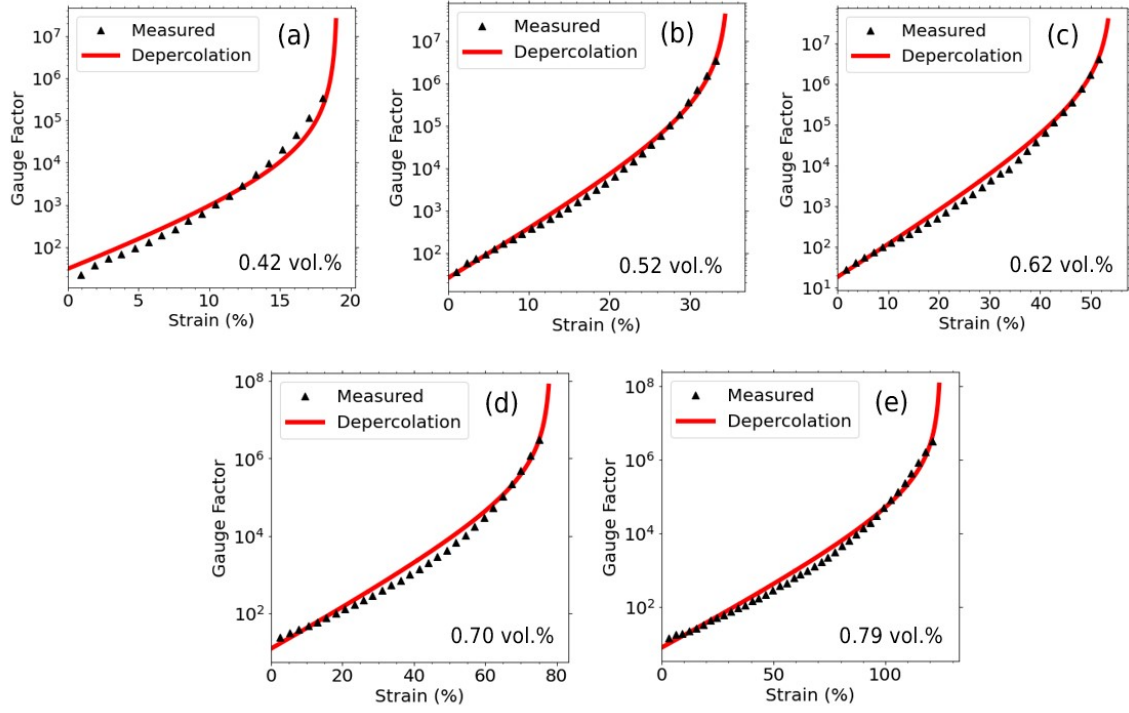 (a)
Measured
Depercolation
10^7
10^6
10^5
10^4
10^3
10^2
Gauge Factor
0.42 vol.%
0 5 10 15 20
Strain (%)
(b)
Measured
Depercolation
10^7
10^6
10^5
10^4
10^3
10^2
Gauge Factor
0.52 vol.%
0 10 20 30
Strain (%)
(c)
Measured
Depercolation
10^7
10^6
10^5
10^4
10^3
10^2
10^1
Gauge Factor
0.62 vol.%
0 10 20 30 40 50
Strain (%)
(d)
Measured
Depercolation
10^8
10^6
10^4
10^2
Gauge Factor
0.70 vol.%
0 20 40 60 80
Strain (%)
(e)
Measured
Depercolation
10^8
10^6
10^4
10^2
Gauge Factor
0.79 vol.%
0 50 100
Strain (%)